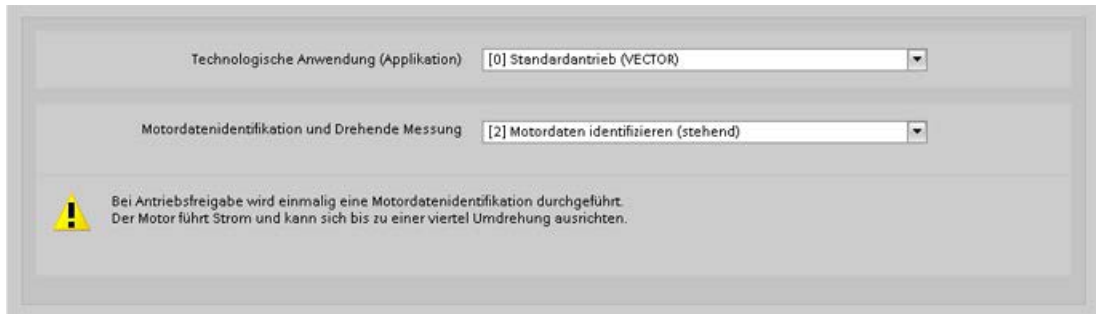 Technologische Anwendung (Applikation) [0] Standardantrieb (VECTOR)
Motordatenidentifikation und Drehende Messung [2] Motordaten identifizieren (stehend)
Bei Antriebsfreigabe wird einmalig eine Motordatenidentifikation durchgeführt.
Der Motor führt Strom und kann sich bis zu einer viertel Umdrehung ausrichten.